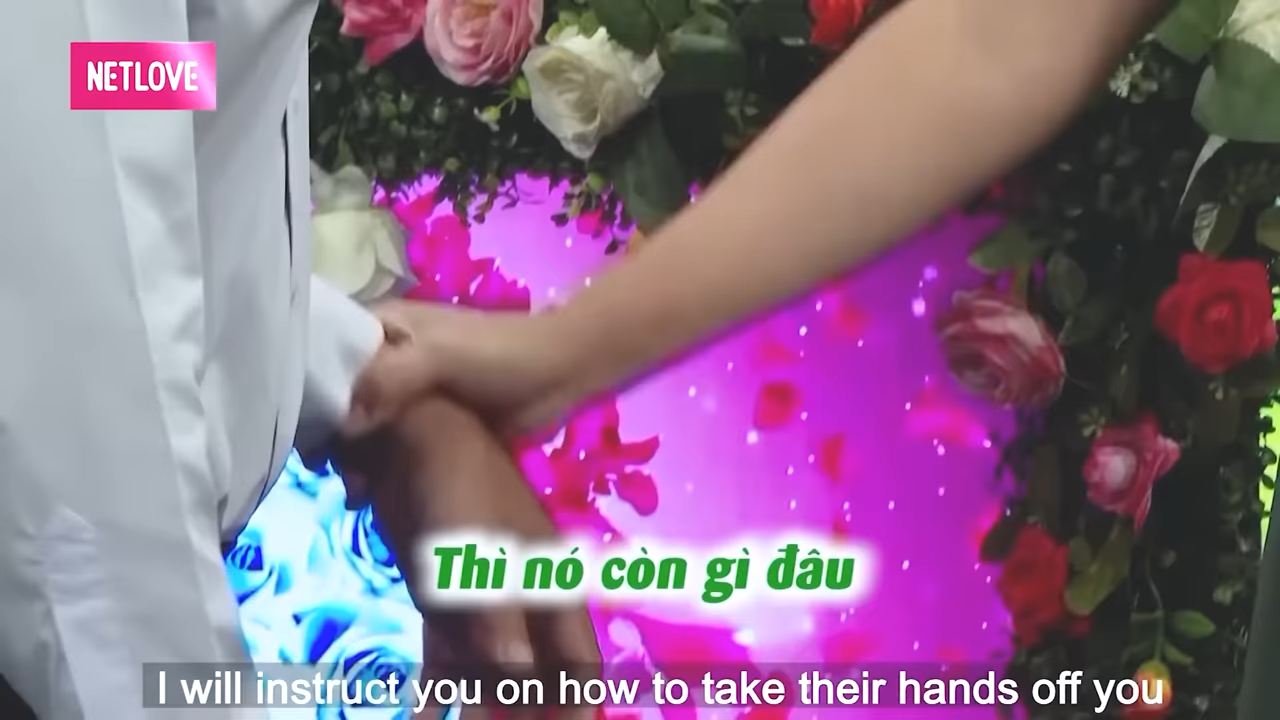 NETLOVE
Thì nó còn gì đâu
I will instruct you on how to take their hands off you